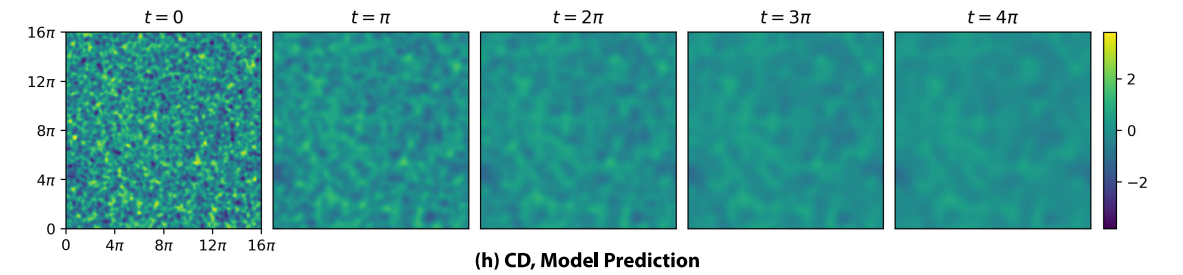 t = 0
t = π
t = 2π
t = 3π
t = 4π
16π
12π
8π
4π
0
0 4π 8π 12π 16π
2
0
−2
(h) CD, Model Prediction